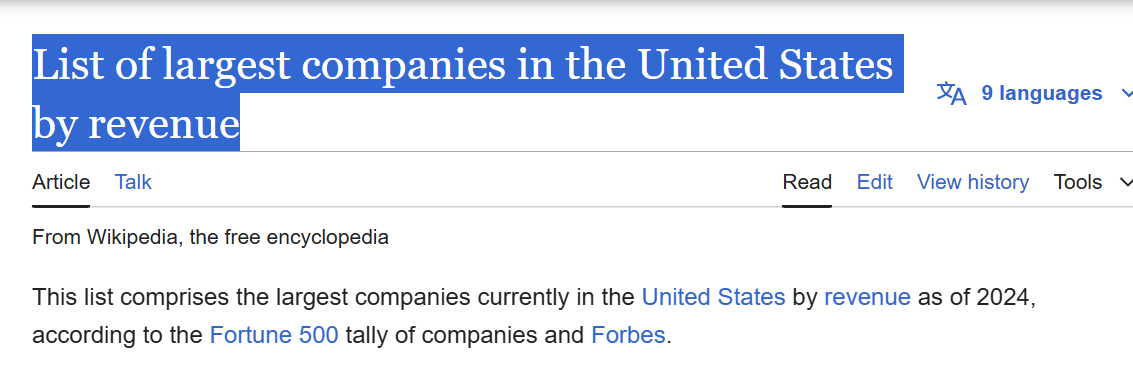 List of largest companies in the United States
by revenue
9 languages
Article Talk Read Edit View history Tools
From Wikipedia, the free encyclopedia
This list comprises the largest companies currently in the United States by revenue as of 2024,
according to the Fortune 500 tally of companies and Forbes.